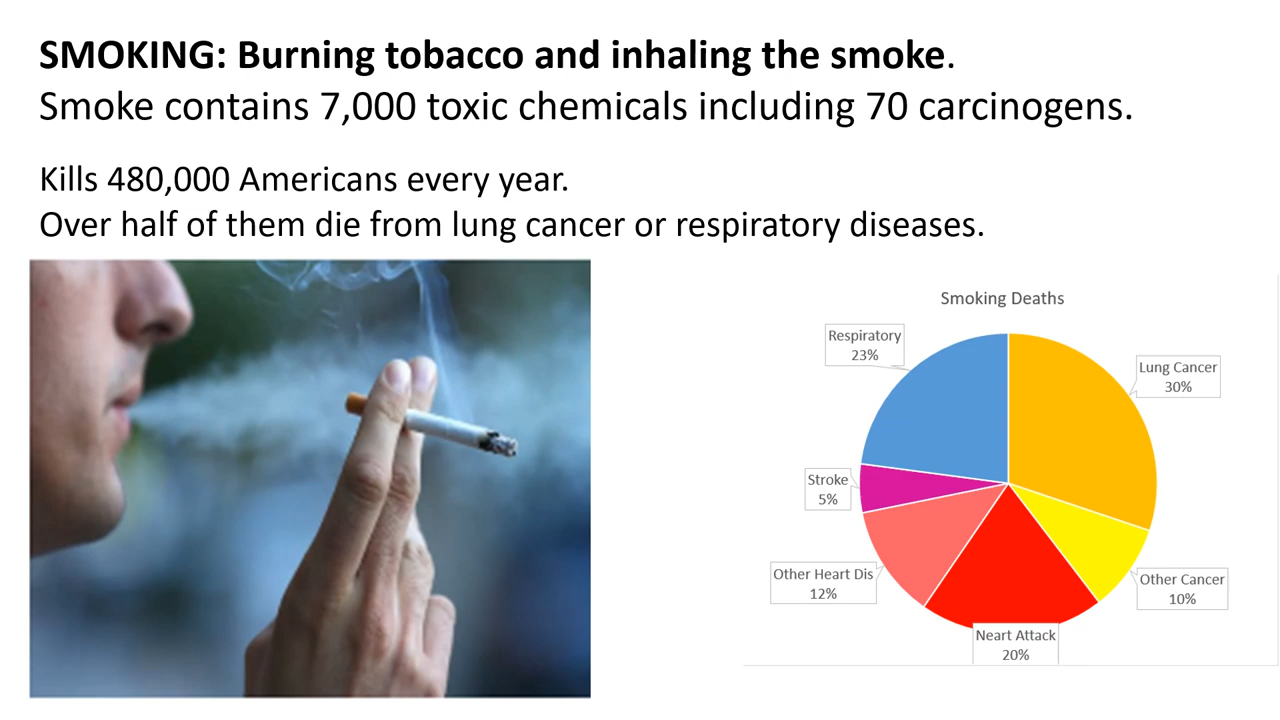 SMOKING: Burning tobacco and inhaling the smoke.
Smoke contains 7,000 toxic chemicals including 70 carcinogens.
Kills 480,000 Americans every year.
Over half of them die from lung cancer or respiratory diseases.
Smoking Deaths
Respiratory
23%
Lung Cancer
30%
Stroke
5%
Other Heart Dis
12%
Other Cancer
10%
Neart Attack
20%